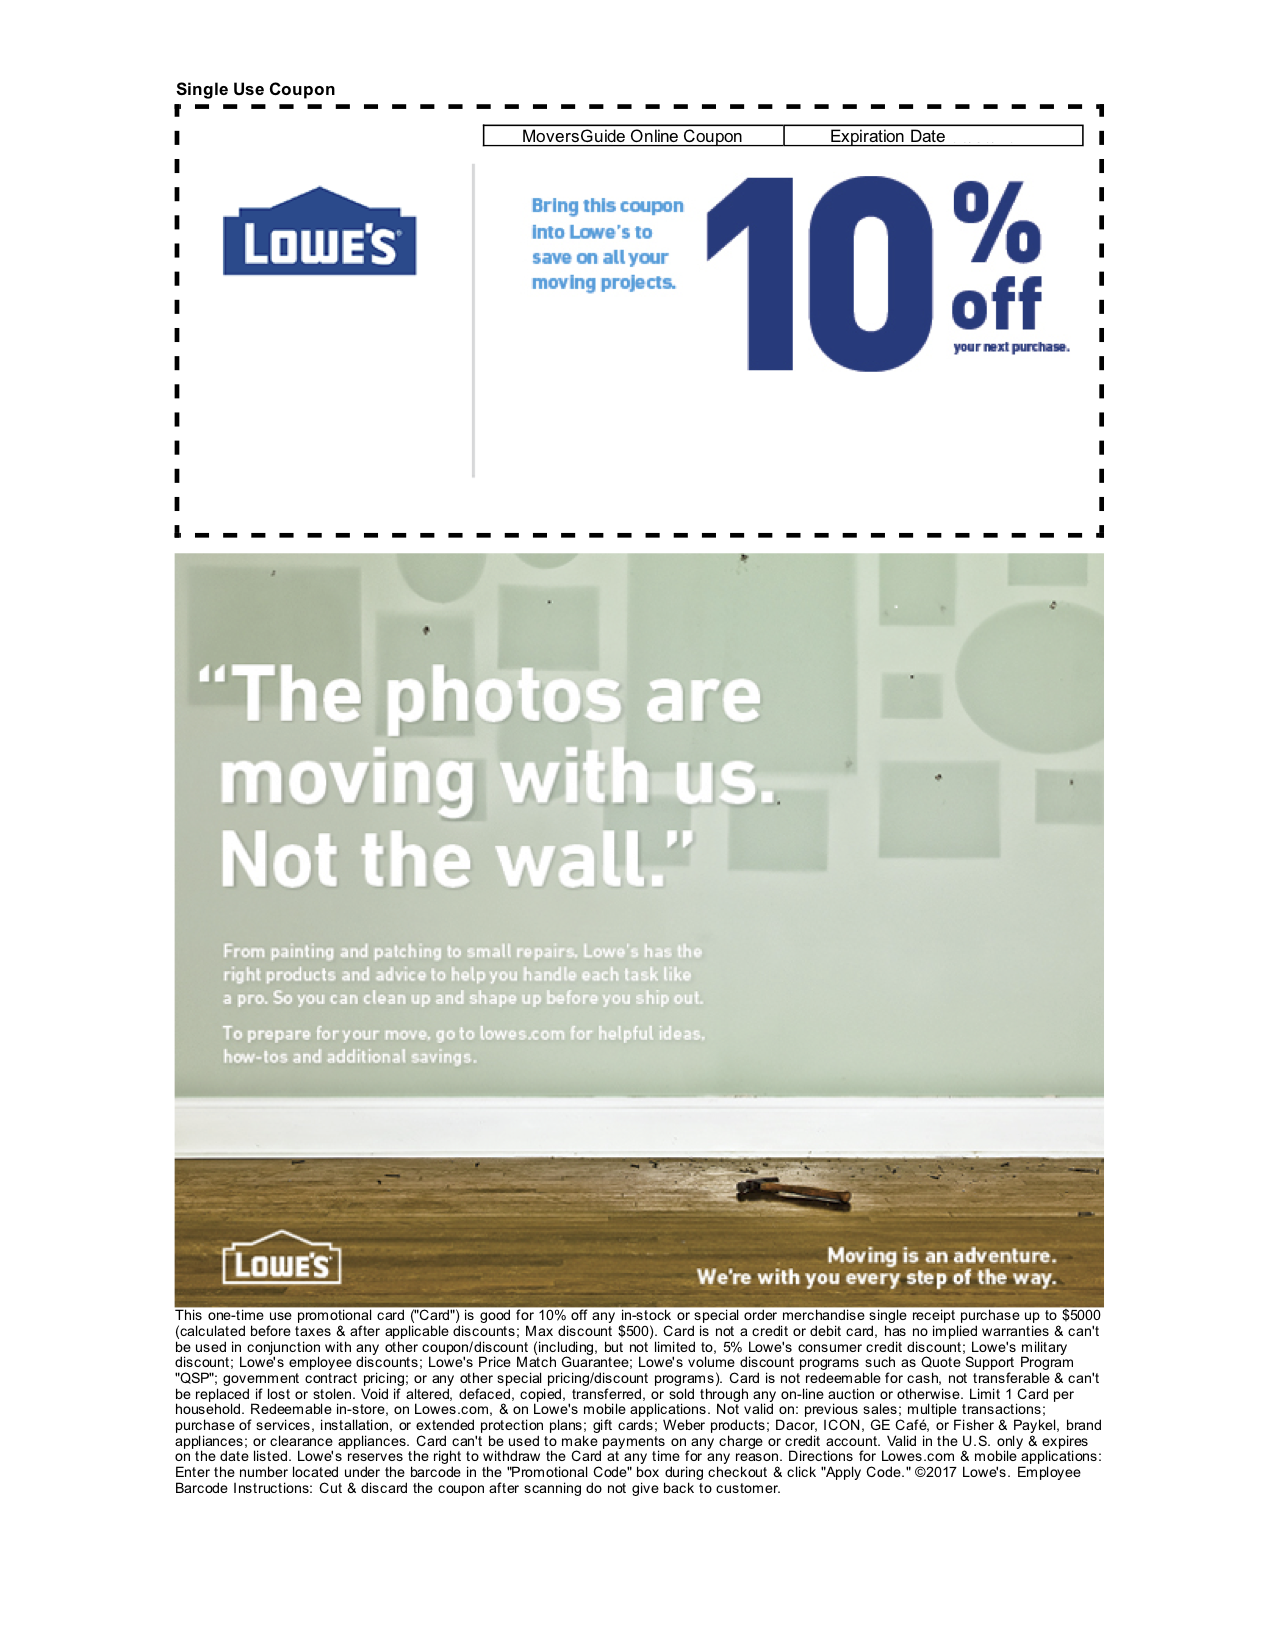 Single Use Coupon
MoversGuide Online Coupon Expiration Date
LOWE'S
Bring this coupon
into Lowe's to
save on all your
moving projects.
10% off
your next purchase.
“The photos are
moving with us.
Not the wall.”
From painting and patching to small repairs, Lowe's has the
right products and advice to help you handle each task like
a pro. So you can clean up and shape up before you ship out.
To prepare for your move, go to lowes.com for helpful ideas,
how-tos and additional savings.
LOWE'S
Moving is an adventure.
We're with you every step of the way.
This one-time use promotional card ("Card") is good for 10% off any in-stock or special order merchandise single receipt purchase up to $5000
(calculated before taxes & after applicable discounts; Max discount $500). Card is not a credit or debit card, has no implied warranties & can't
be used in conjunction with any other coupon/discount (including, but not limited to, 5% Lowe's consumer credit discount; Lowe's military
discount; Lowe's employee discounts; Lowe's Price Match Guarantee; Lowe's volume discount programs such as Quote Support Program
"QSP"; government contract pricing; or any other special pricing/discount programs). Card is not redeemable for cash, not transferable & can't
be replaced if lost or stolen. Void if altered, defaced, copied, transferred, or sold through any on-line auction or otherwise. Limit 1 Card per
household. Redeemable in-store, on Lowes.com, & on Lowe's mobile applications. Not valid on: previous sales; multiple transactions;
purchase of services, installation, or extended protection plans; gift cards; Weber products; Dacor, ICON, GE Café, or Fisher & Paykel, brand
appliances; or clearance appliances. Card can't be used to make payments on any charge or credit account. Valid in the U.S. only & expires
on the date listed. Lowe's reserves the right to withdraw the Card at any time for any reason. Directions for Lowes.com & mobile applications:
Enter the number located under the barcode in the "Promotional Code" box during checkout & click "Apply Code." ©2017 Lowe's. Employee
Barcode Instructions: Cut & discard the coupon after scanning do not give back to customer.